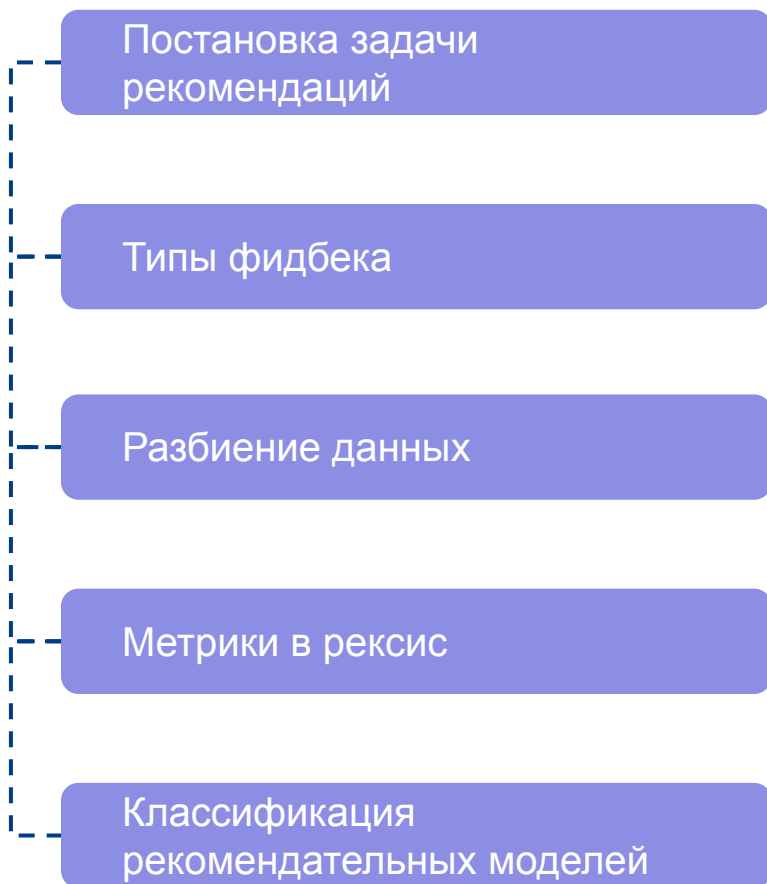 Постановка задачи
рекомендаций
Типы фидбека
Разбиение данных
Метрики в рексис
Классификация
рекомендательных моделей